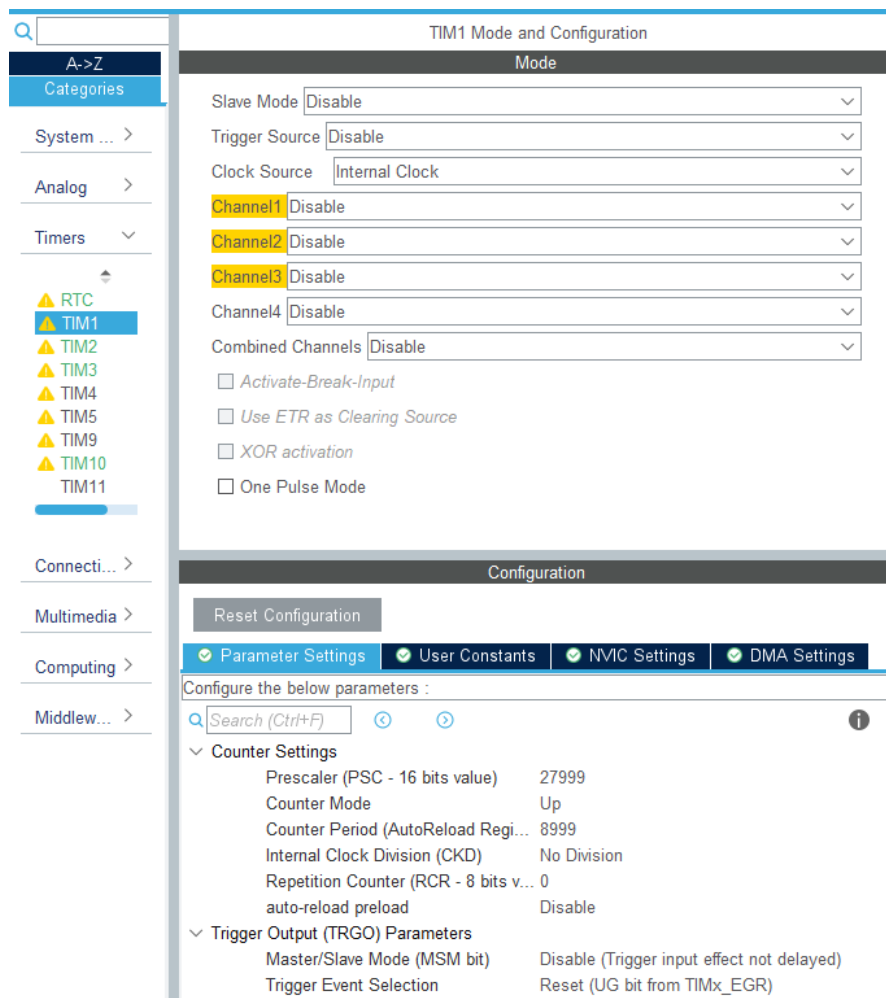 TIM1 Mode and Configuration
A->Z
Categories
System ...
Analog
Timers
RTC
TIM1
TIM2
TIM3
TIM4
TIM5
TIM9
TIM10
TIM11
Connecti...
Multimedia
Computing
Middlew...
Mode
Slave Mode Disable
Trigger Source Disable
Clock Source Internal Clock
Channel1 Disable
Channel2 Disable
Channel3 Disable
Channel4 Disable
Combined Channels Disable
Activate-Break-Input
Use ETR as Clearing Source
XOR activation
One Pulse Mode
Configuration
Reset Configuration
Parameter Settings User Constants NVIC Settings DMA Settings
Configure the below parameters :
Search (Ctrl+F)
Counter Settings
Prescaler (PSC - 16 bits value) 27999
Counter Mode Up
Counter Period (AutoReload Regi... 8999
Internal Clock Division (CKD) No Division
Repetition Counter (RCR - 8 bits v... 0
auto-reload preload Disable
Trigger Output (TRGO) Parameters
Master/Slave Mode (MSM bit) Disable (Trigger input effect not delayed)
Trigger Event Selection Reset (UG bit from TIMx_EGR)